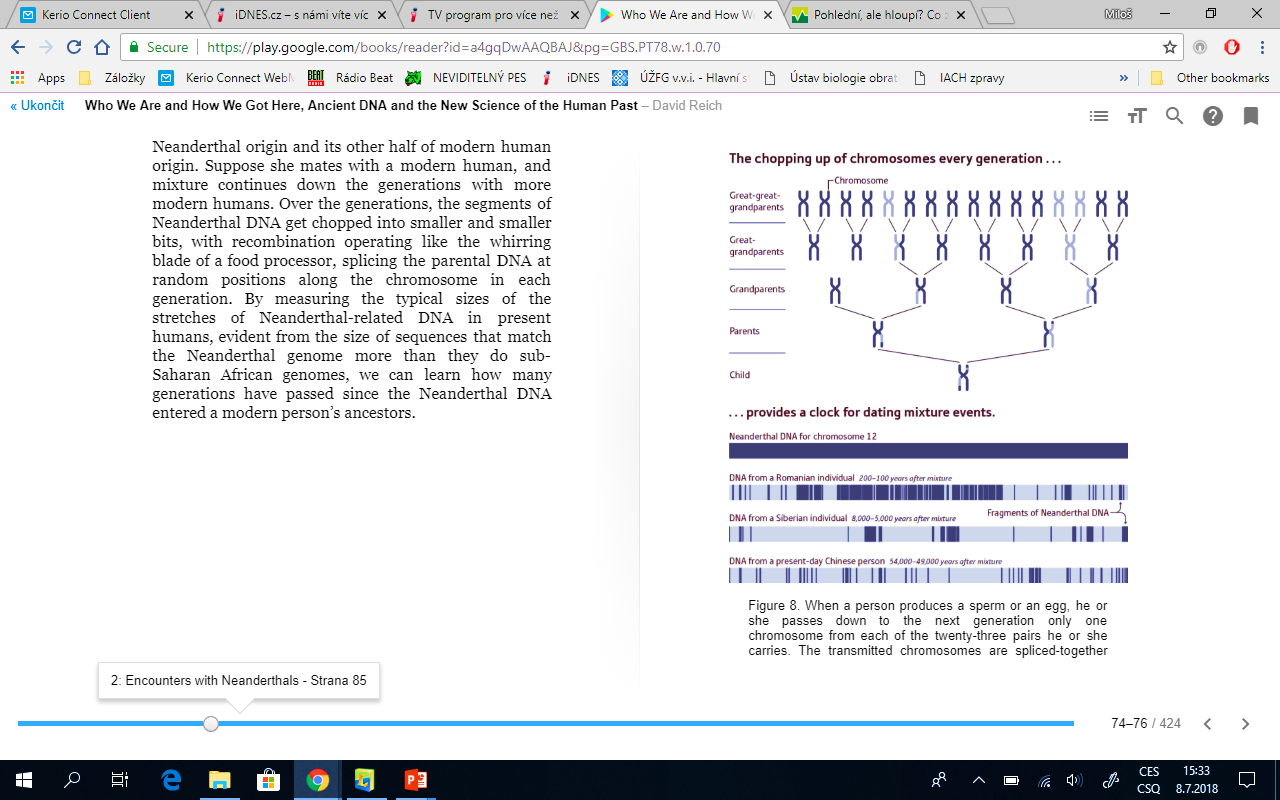 Kerio Connect Client
iDNES.cz – s námi víte víc
TV program pro více než
Who We Are and How W
Pohlední, ale hloupí? Co
Miloš
Secure
https://play.google.com/books/reader?id=a4gqDwAAQBAJ&pg=GBS.PT78.w.1.0.70
Apps
Záložky
Kerio Connect WebM
BEAT
Rádio Beat
NEVIDITELNÝ PES
iDNES
ÚŽFG v.v.i. - Hlavní s
Ústav biologie obrat
IACH zpravy
»
Other bookmarks
« Ukončit
Who We Are and How We Got Here, Ancient DNA and the New Science of the Human Past – David Reich
Neanderthal origin and its other half of modern human
origin. Suppose she mates with a modern human, and
mixture continues down the generations with more
modern humans. Over the generations, the segments of
Neanderthal DNA get chopped into smaller and smaller
bits, with recombination operating like the whirring
blade of a food processor, splicing the parental DNA at
random positions along the chromosome in each
generation. By measuring the typical sizes of the
stretches of Neanderthal-related DNA in present
humans, evident from the size of sequences that match
the Neanderthal genome more than they do sub-
Saharan African genomes, we can learn how many
generations have passed since the Neanderthal DNA
entered a modern person's ancestors.
The chopping up of chromosomes every generation . . .
Chromosome
Great-great-
grandparents
Great-
grandparents
Grandparents
Parents
Child
. . . provides a clock for dating mixture events.
Neanderthal DNA for chromosome 12
DNA from a Romanian individual 200–100 years after mixture
Fragments of Neanderthal DNA
DNA from a Siberian individual 8,000–5,000 years after mixture
DNA from a present-day Chinese person 54,000–49,000 years after mixture
Figure 8. When a person produces a sperm or an egg, he or
she passes down to the next generation only one
chromosome from each of the twenty-three pairs he or she
carries. The transmitted chromosomes are spliced-together
2: Encounters with Neanderthals - Strana 85
74–76 / 424
CES
CSQ
15:33
8.7.2018